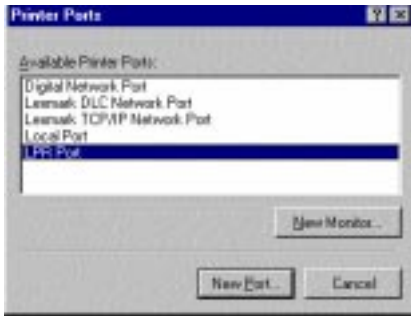 Printer Ports
Available Printer Ports:
Digital Network Port
Lexmark DLC Network Port
Lexmark TCP/IP Network Port
Local Port
LPR Port
New Monitor...
New Port...
Cancel